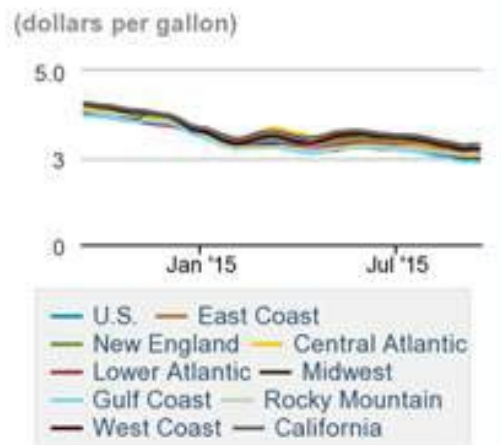 (dollars per gallon)
5.0
3
0
Jan '15 Jul '15
U.S. East Coast
New England Central Atlantic
Lower Atlantic Midwest
Gulf Coast Rocky Mountain
West Coast California